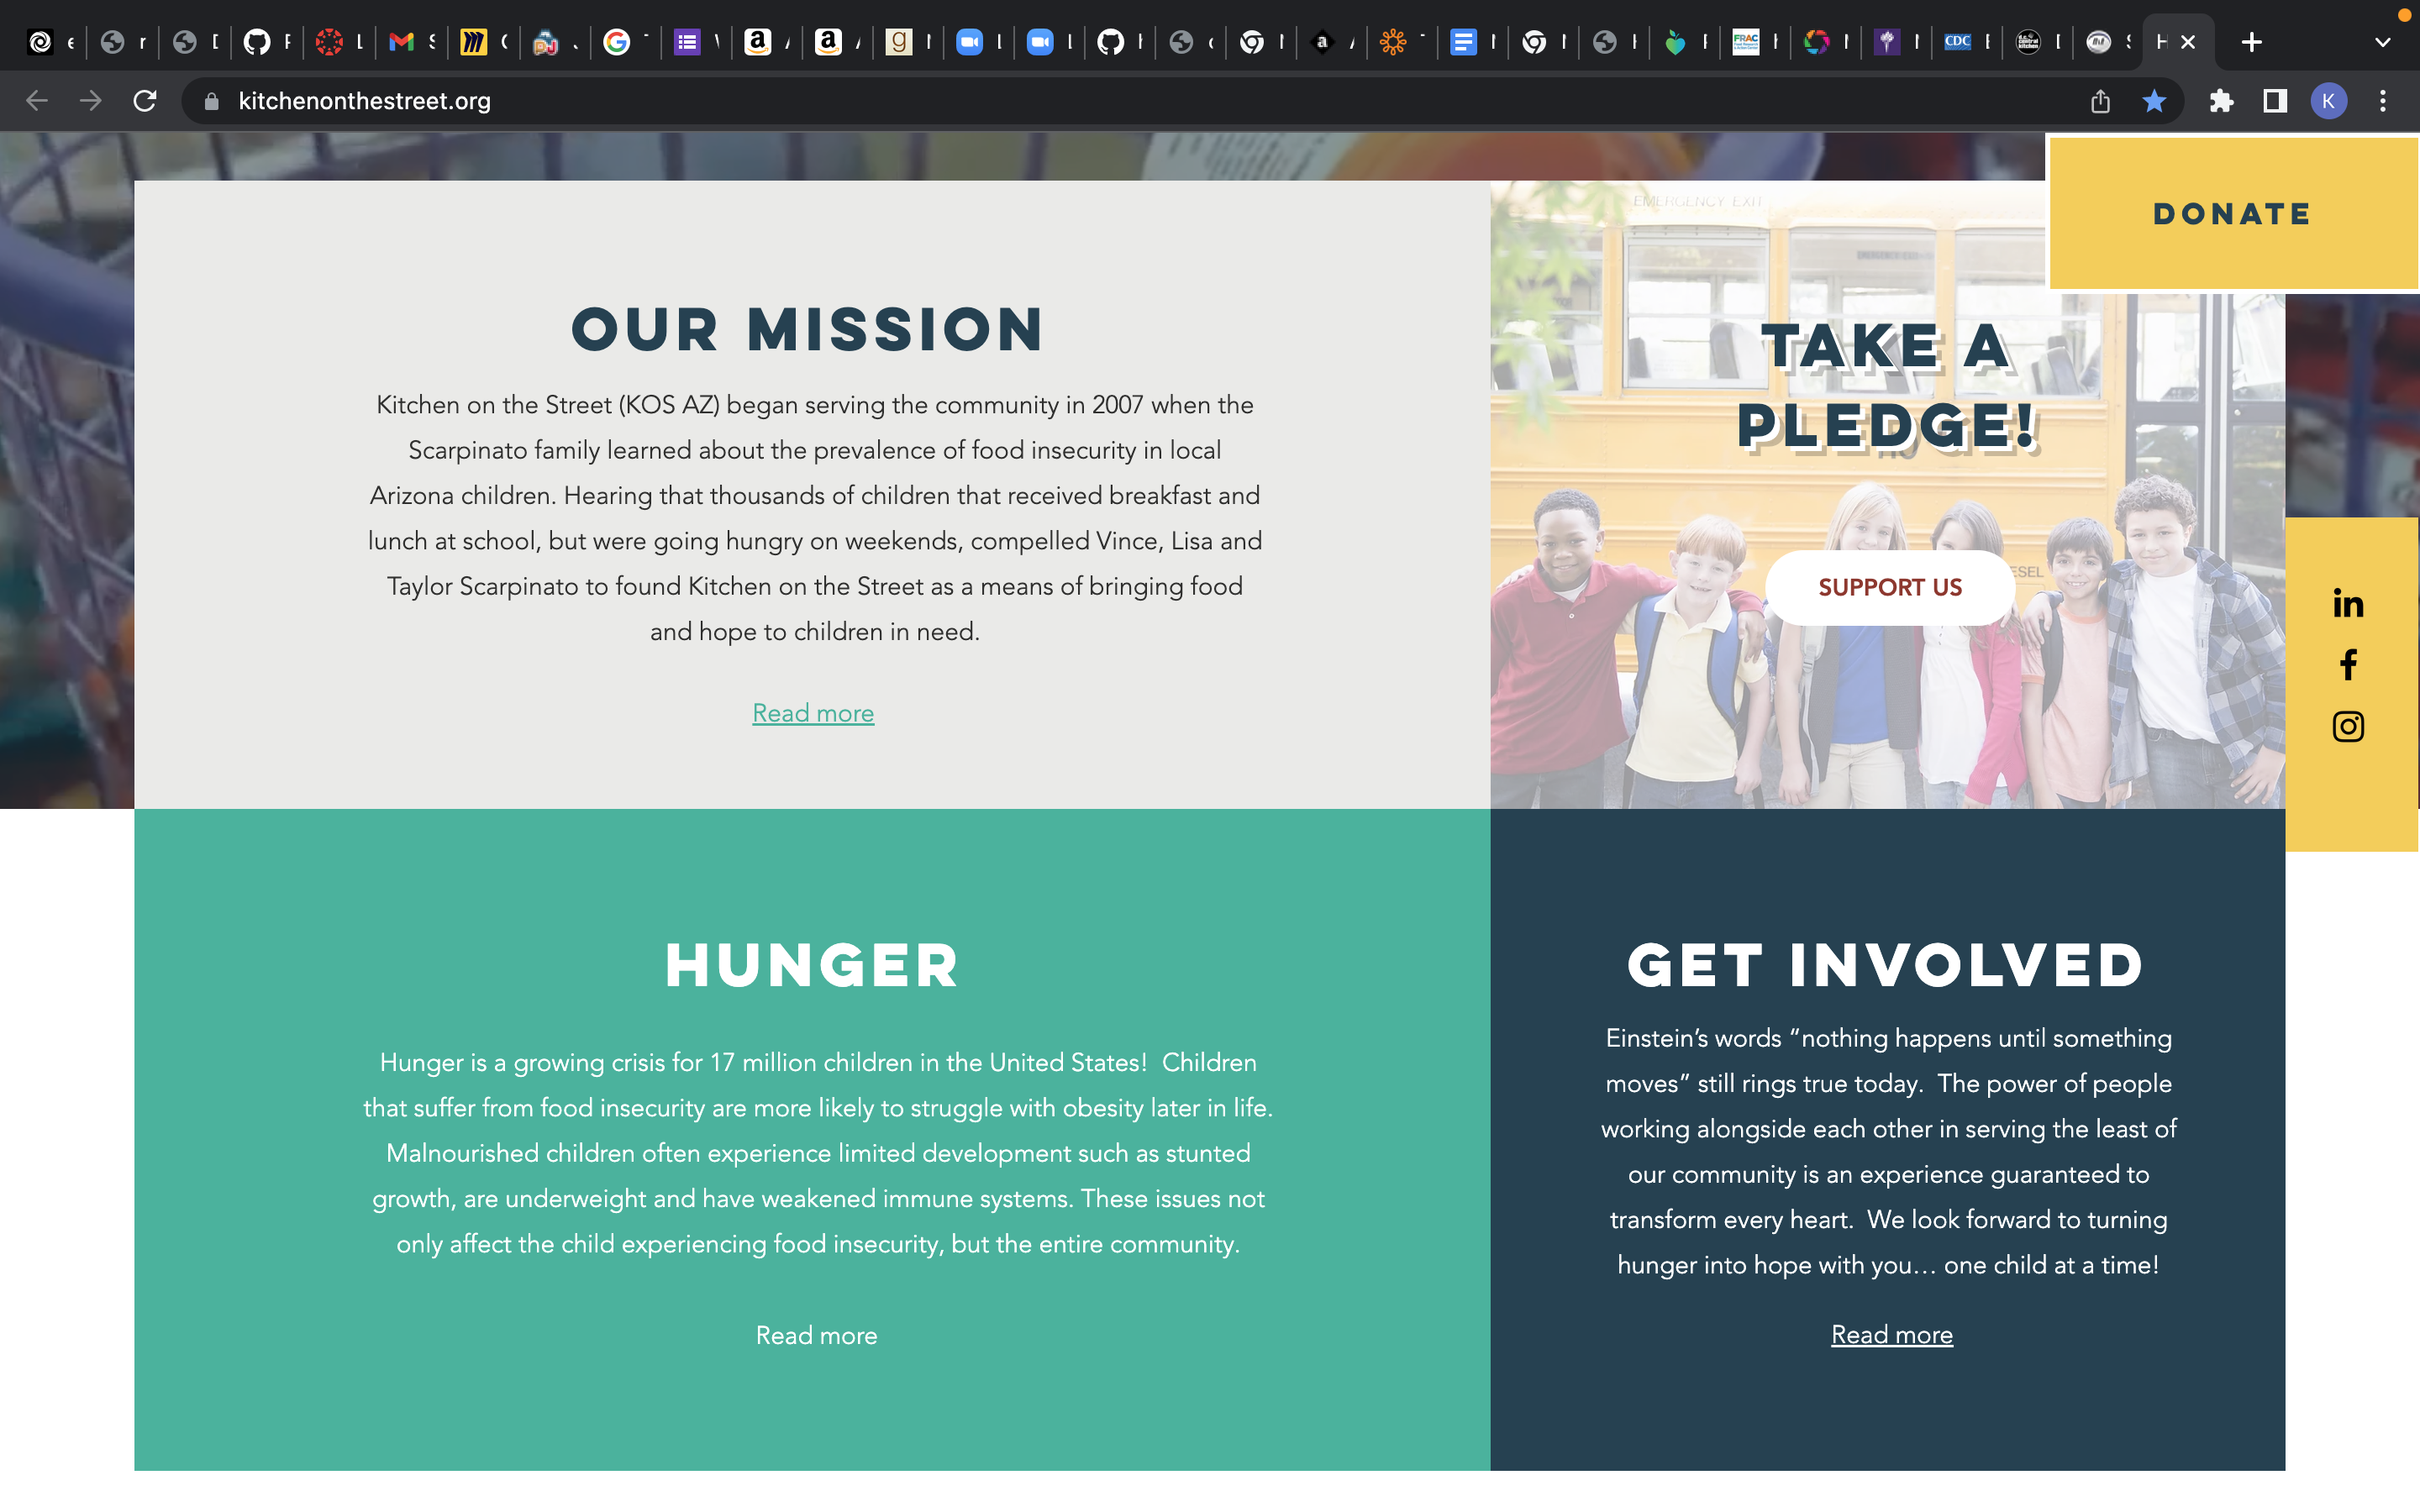 kitchenonthestreet.org
K
DONATE
OUR MISSION
Kitchen on the Street (KOS AZ) began serving the community in 2007 when the
Scarpinato family learned about the prevalence of food insecurity in local
Arizona children. Hearing that thousands of children that received breakfast and
lunch at school, but were going hungry on weekends, compelled Vince, Lisa and
Taylor Scarpinato to found Kitchen on the Street as a means of bringing food
and hope to children in need.
Read more
EMERGENCY EXIT
TAKE A
PLEDGE!
SUPPORT US
in
f
HUNGER
Hunger is a growing crisis for 17 million children in the United States!  Children
that suffer from food insecurity are more likely to struggle with obesity later in life.
Malnourished children often experience limited development such as stunted
growth, are underweight and have weakened immune systems. These issues not
only affect the child experiencing food insecurity, but the entire community.
Read more
GET INVOLVED
Einstein’s words “nothing happens until something
moves” still rings true today.  The power of people
working alongside each other in serving the least of
our community is an experience guaranteed to
transform every heart.  We look forward to turning
hunger into hope with you… one child at a time!
Read more